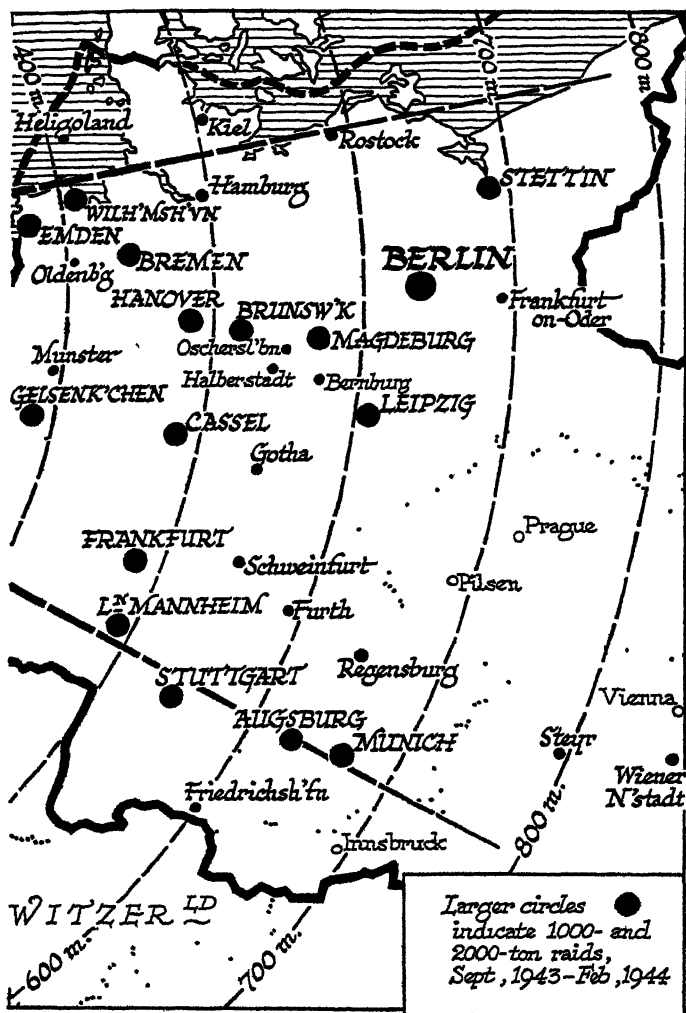 400 m.
700 m.
800 m.
Heligoland
Kiel
Rostock
STETTIN
Hamburg
WILH'MSH'VN
EMDEN
Oldenb'g
BREMEN
BERLIN
HANOVER
BRUNSW'K
Frankfurt
on-Oder
Oschersl'bn
MAGDEBURG
Munster
Halberstadt
Bernburg
GELSENK'CHEN
CASSEL
LEIPZIG
Gotha
Prague
FRANKFURT
Schweinfurt
Pilsen
LN MANNHEIM
Furth
Regensburg
STUTTGART
Vienna
AUGSBURG
MUNICH
Steyr
Wiener
N'stadt
Friedrichsh'fn
Innsbruck
800 m.
WITZERLD
600 m.
700 m.
Larger circles
indicate 1000- and
2000-ton raids,
Sept, 1943-Feb, 1944